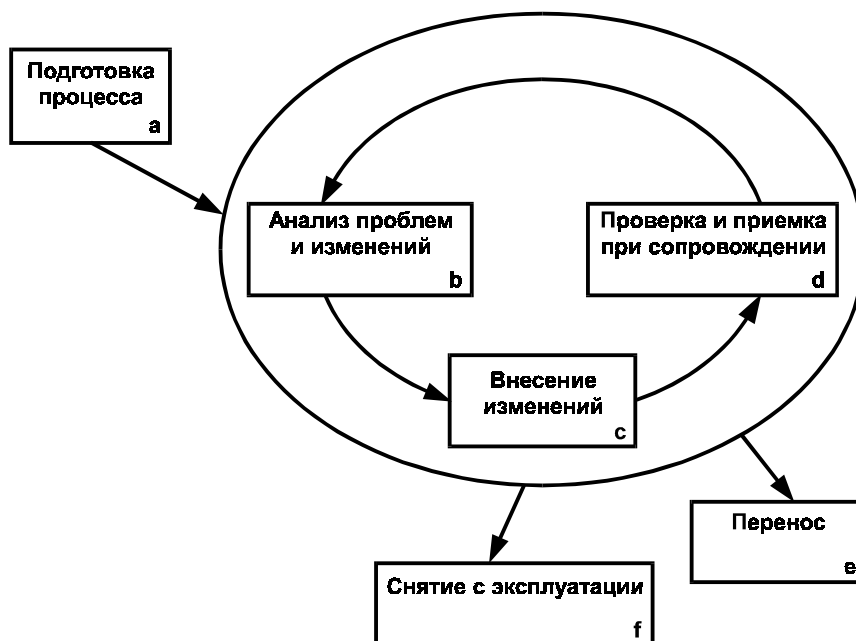 Подготовка
процесса
a
Анализ проблем
и изменений
b
Проверка и приемка
при сопровождении
d
Внесение
изменений
c
Перенос
e
Снятие с эксплуатации
f